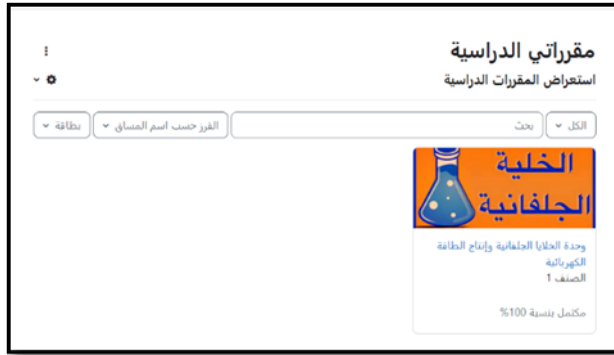 مقرراتي الدراسية
استعراض المقررات الدراسية
الكل
بحث
الفرز حسب اسم المساق
بطاقة
الخلية
الجلفانية
وحدة الخلايا الجلفانية وإنتاج الطاقة
الكهربائية
الصنف 1
مكتمل بنسبة 100%